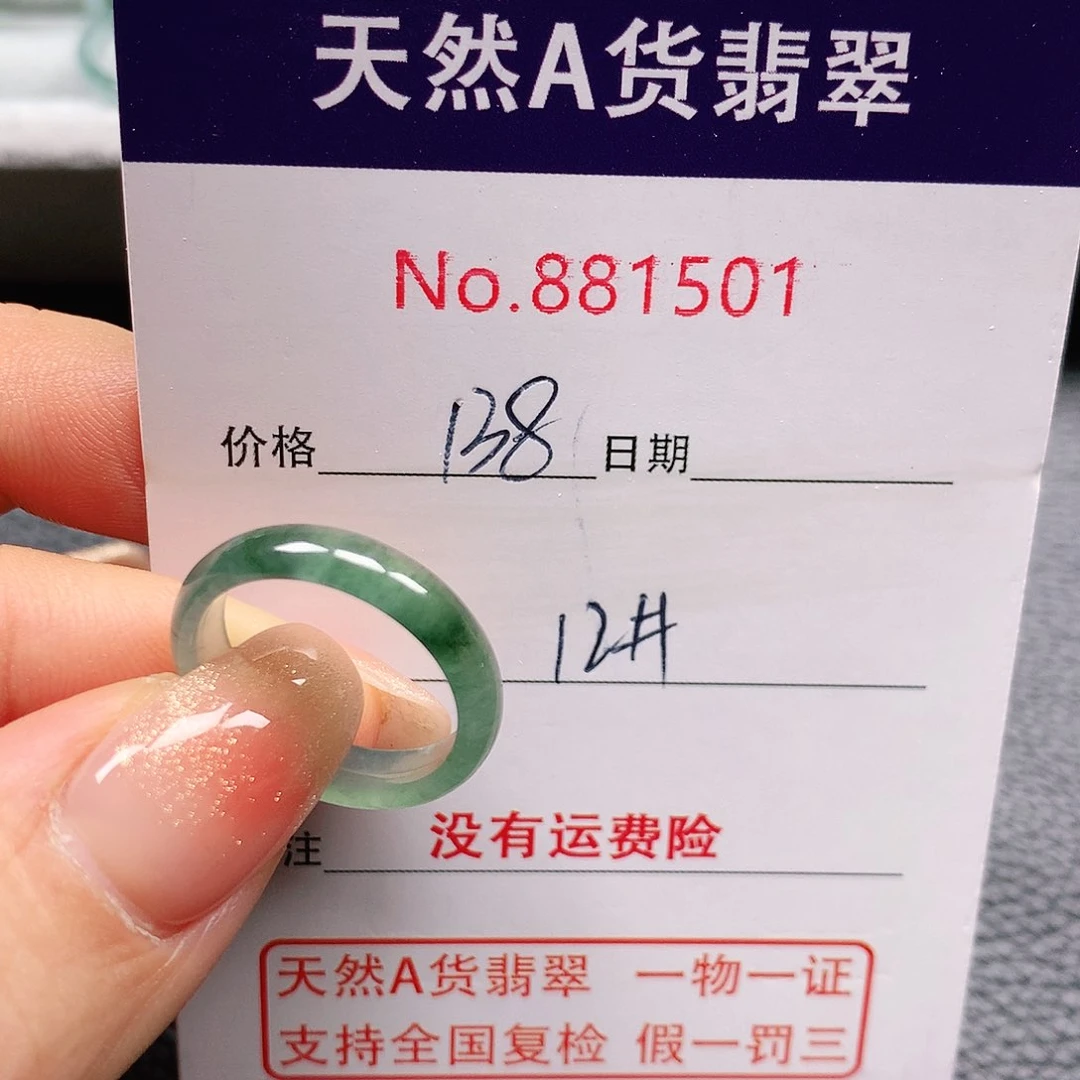 天然A货翡翠
No.881501
价格 138 日期
12#
注 没有运费险
天然A货翡翠 一物一证
支持全国复检 假一罚三